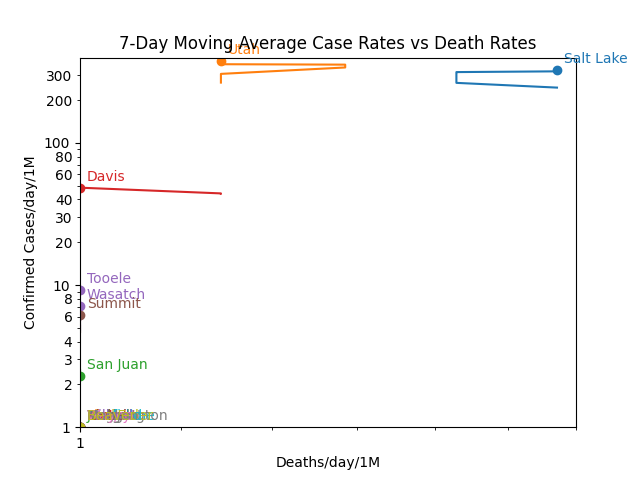 7-Day Moving Average Case Rates vs Death Rates
Utah
Salt Lake
300
200
100
80
60
40
30
20
10
8
6
4
3
2
1
Davis
Tooele
Wasatch
Summit
San Juan
1
Confirmed Cases/day/1M
Deaths/day/1M